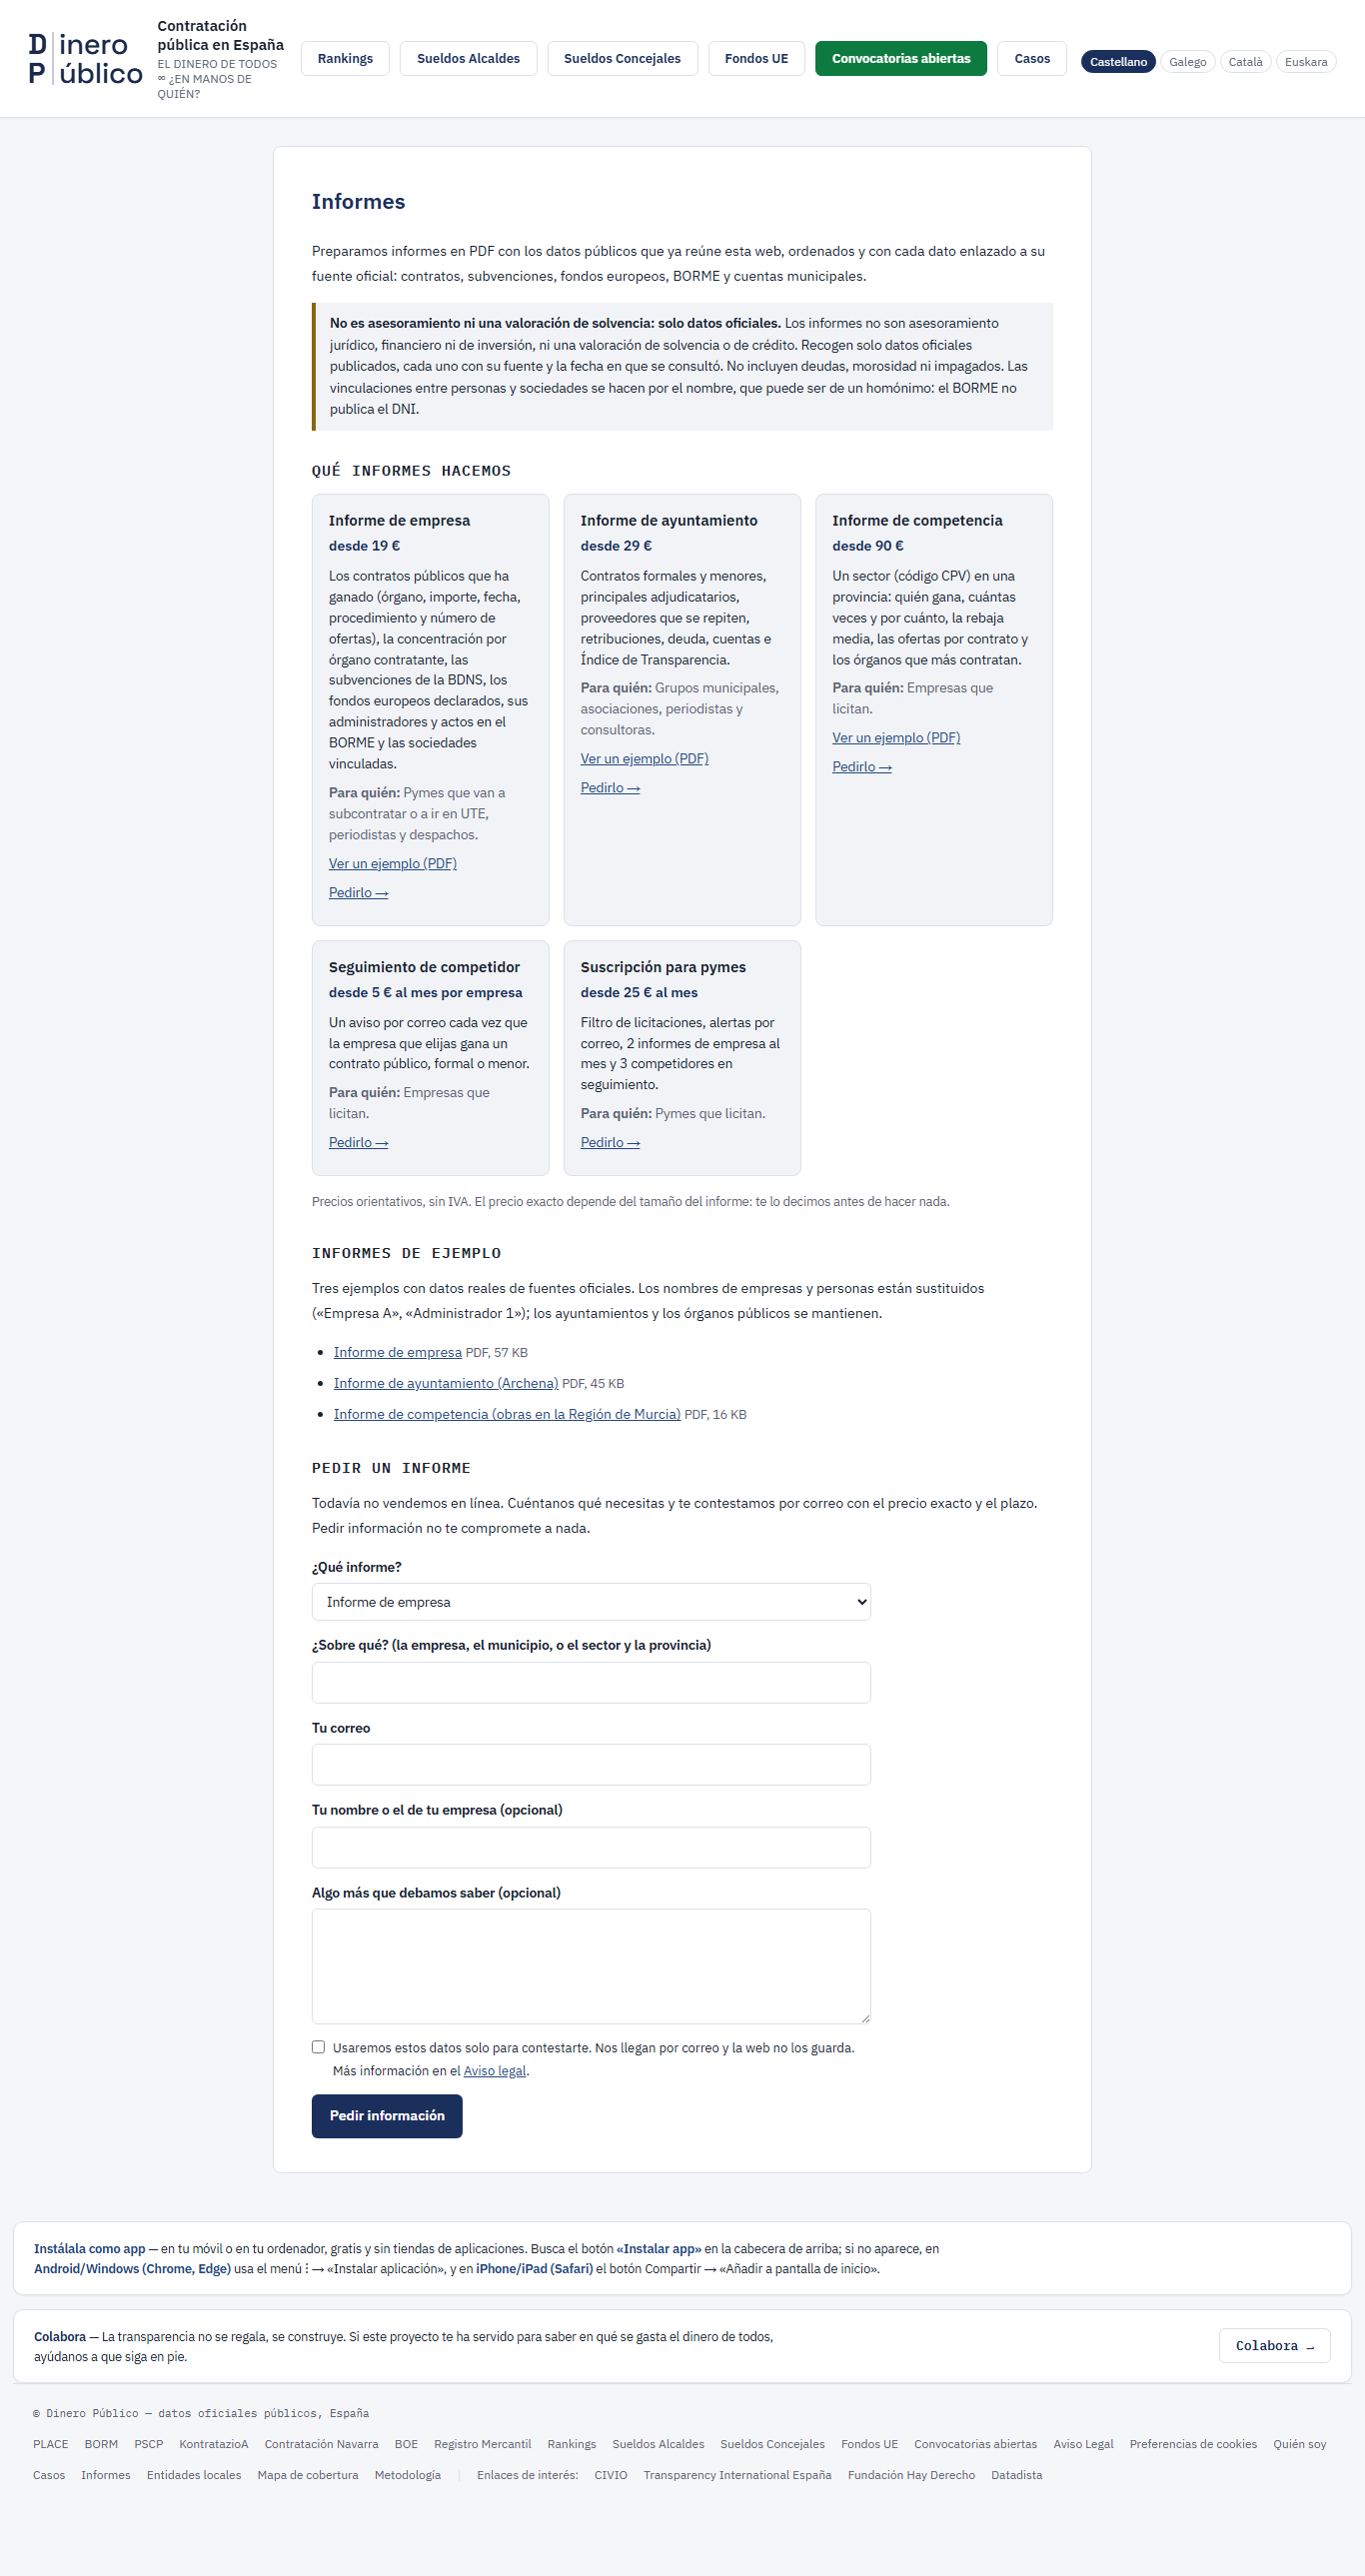 Dinero
Público
Contratación
pública en España
EL DINERO DE TODOS
∞ ¿EN MANOS DE
QUIÉN?
Rankings
Sueldos Alcaldes
Sueldos Concejales
Fondos UE
Convocatorias abiertas
Casos
Castellano
Galego
Català
Euskara
Informes
Preparamos informes en PDF con los datos públicos que ya reúne esta web, ordenados y con cada dato enlazado a su
fuente oficial: contratos, subvenciones, fondos europeos, BORME y cuentas municipales.
No es asesoramiento ni una valoración de solvencia: solo datos oficiales. Los informes no son asesoramiento
jurídico, financiero ni de inversión, ni una valoración de solvencia o de crédito. Recogen solo datos oficiales
publicados, cada uno con su fuente y la fecha en que se consultó. No incluyen deudas, morosidad ni impagados. Las
vinculaciones entre personas y sociedades se hacen por el nombre, que puede ser de un homónimo: el BORME no
publica el DNI.
QUÉ INFORMES HACEMOS
Informe de empresa
desde 19 €
Los contratos públicos que ha
ganado (órgano, importe, fecha,
procedimiento y número de
ofertas), la concentración por
órgano contratante, las
subvenciones de la BDNS, los
fondos europeos declarados, sus
administradores y actos en el
BORME y las sociedades
vinculadas.
Para quién: Pymes que van a
subcontratar o a ir en UTE,
periodistas y despachos.
Ver un ejemplo (PDF)
Pedirlo →
Informe de ayuntamiento
desde 29 €
Contratos formales y menores,
principales adjudicatarios,
proveedores que se repiten,
retribuciones, deuda, cuentas e
Índice de Transparencia.
Para quién: Grupos municipales,
asociaciones, periodistas y
consultoras.
Ver un ejemplo (PDF)
Pedirlo →
Informe de competencia
desde 90 €
Un sector (código CPV) en una
provincia: quién gana, cuántas
veces y por cuánto, la rebaja
media, las ofertas por contrato y
los órganos que más contratan.
Para quién: Empresas que
licitan.
Ver un ejemplo (PDF)
Pedirlo →
Seguimiento de competidor
desde 5 € al mes por empresa
Un aviso por correo cada vez que
la empresa que elijas gana un
contrato público, formal o menor.
Para quién: Empresas que
licitan.
Pedirlo →
Suscripción para pymes
desde 25 € al mes
Filtro de licitaciones, alertas por
correo, 2 informes de empresa al
mes y 3 competidores en
seguimiento.
Para quién: Pymes que licitan.
Pedirlo →
Precios orientativos, sin IVA. El precio exacto depende del tamaño del informe: te lo decimos antes de hacer nada.
INFORMES DE EJEMPLO
Tres ejemplos con datos reales de fuentes oficiales. Los nombres de empresas y personas están sustituidos
(«Empresa A», «Administrador 1»); los ayuntamientos y los órganos públicos se mantienen.
• Informe de empresa PDF, 57 KB
• Informe de ayuntamiento (Archena) PDF, 45 KB
• Informe de competencia (obras en la Región de Murcia) PDF, 16 KB
PEDIR UN INFORME
Todavía no vendemos en línea. Cuéntanos qué necesitas y te contestamos por correo con el precio exacto y el plazo.
Pedir información no te compromete a nada.
¿Qué informe?
Informe de empresa
¿Sobre qué? (la empresa, el municipio, o el sector y la provincia)
Tu correo
Tu nombre o el de tu empresa (opcional)
Algo más que debamos saber (opcional)
Usaremos estos datos solo para contestarte. Nos llegan por correo y la web no los guarda.
Más información en el Aviso legal.
Pedir información
Instálala como app — en tu móvil o en tu ordenador, gratis y sin tiendas de aplicaciones. Busca el botón «Instalar app» en la cabecera de arriba; si no aparece, en
Android/Windows (Chrome, Edge) usa el menú ⋮ → «Instalar aplicación», y en iPhone/iPad (Safari) el botón Compartir → «Añadir a pantalla de inicio».
Colabora — La transparencia no se regala, se construye. Si este proyecto te ha servido para saber en qué se gasta el dinero de todos,
ayúdanos a que siga en pie.
Colabora →
© Dinero Público — datos oficiales públicos, España
PLACE BORM PSCP KontratazioA Contratación Navarra BOE Registro Mercantil Rankings Sueldos Alcaldes Sueldos Concejales Fondos UE Convocatorias abiertas Aviso Legal Preferencias de cookies Quién soy
Casos Informes Entidades locales Mapa de cobertura Metodología | Enlaces de interés: CIVIO Transparency International España Fundación Hay Derecho Datadista